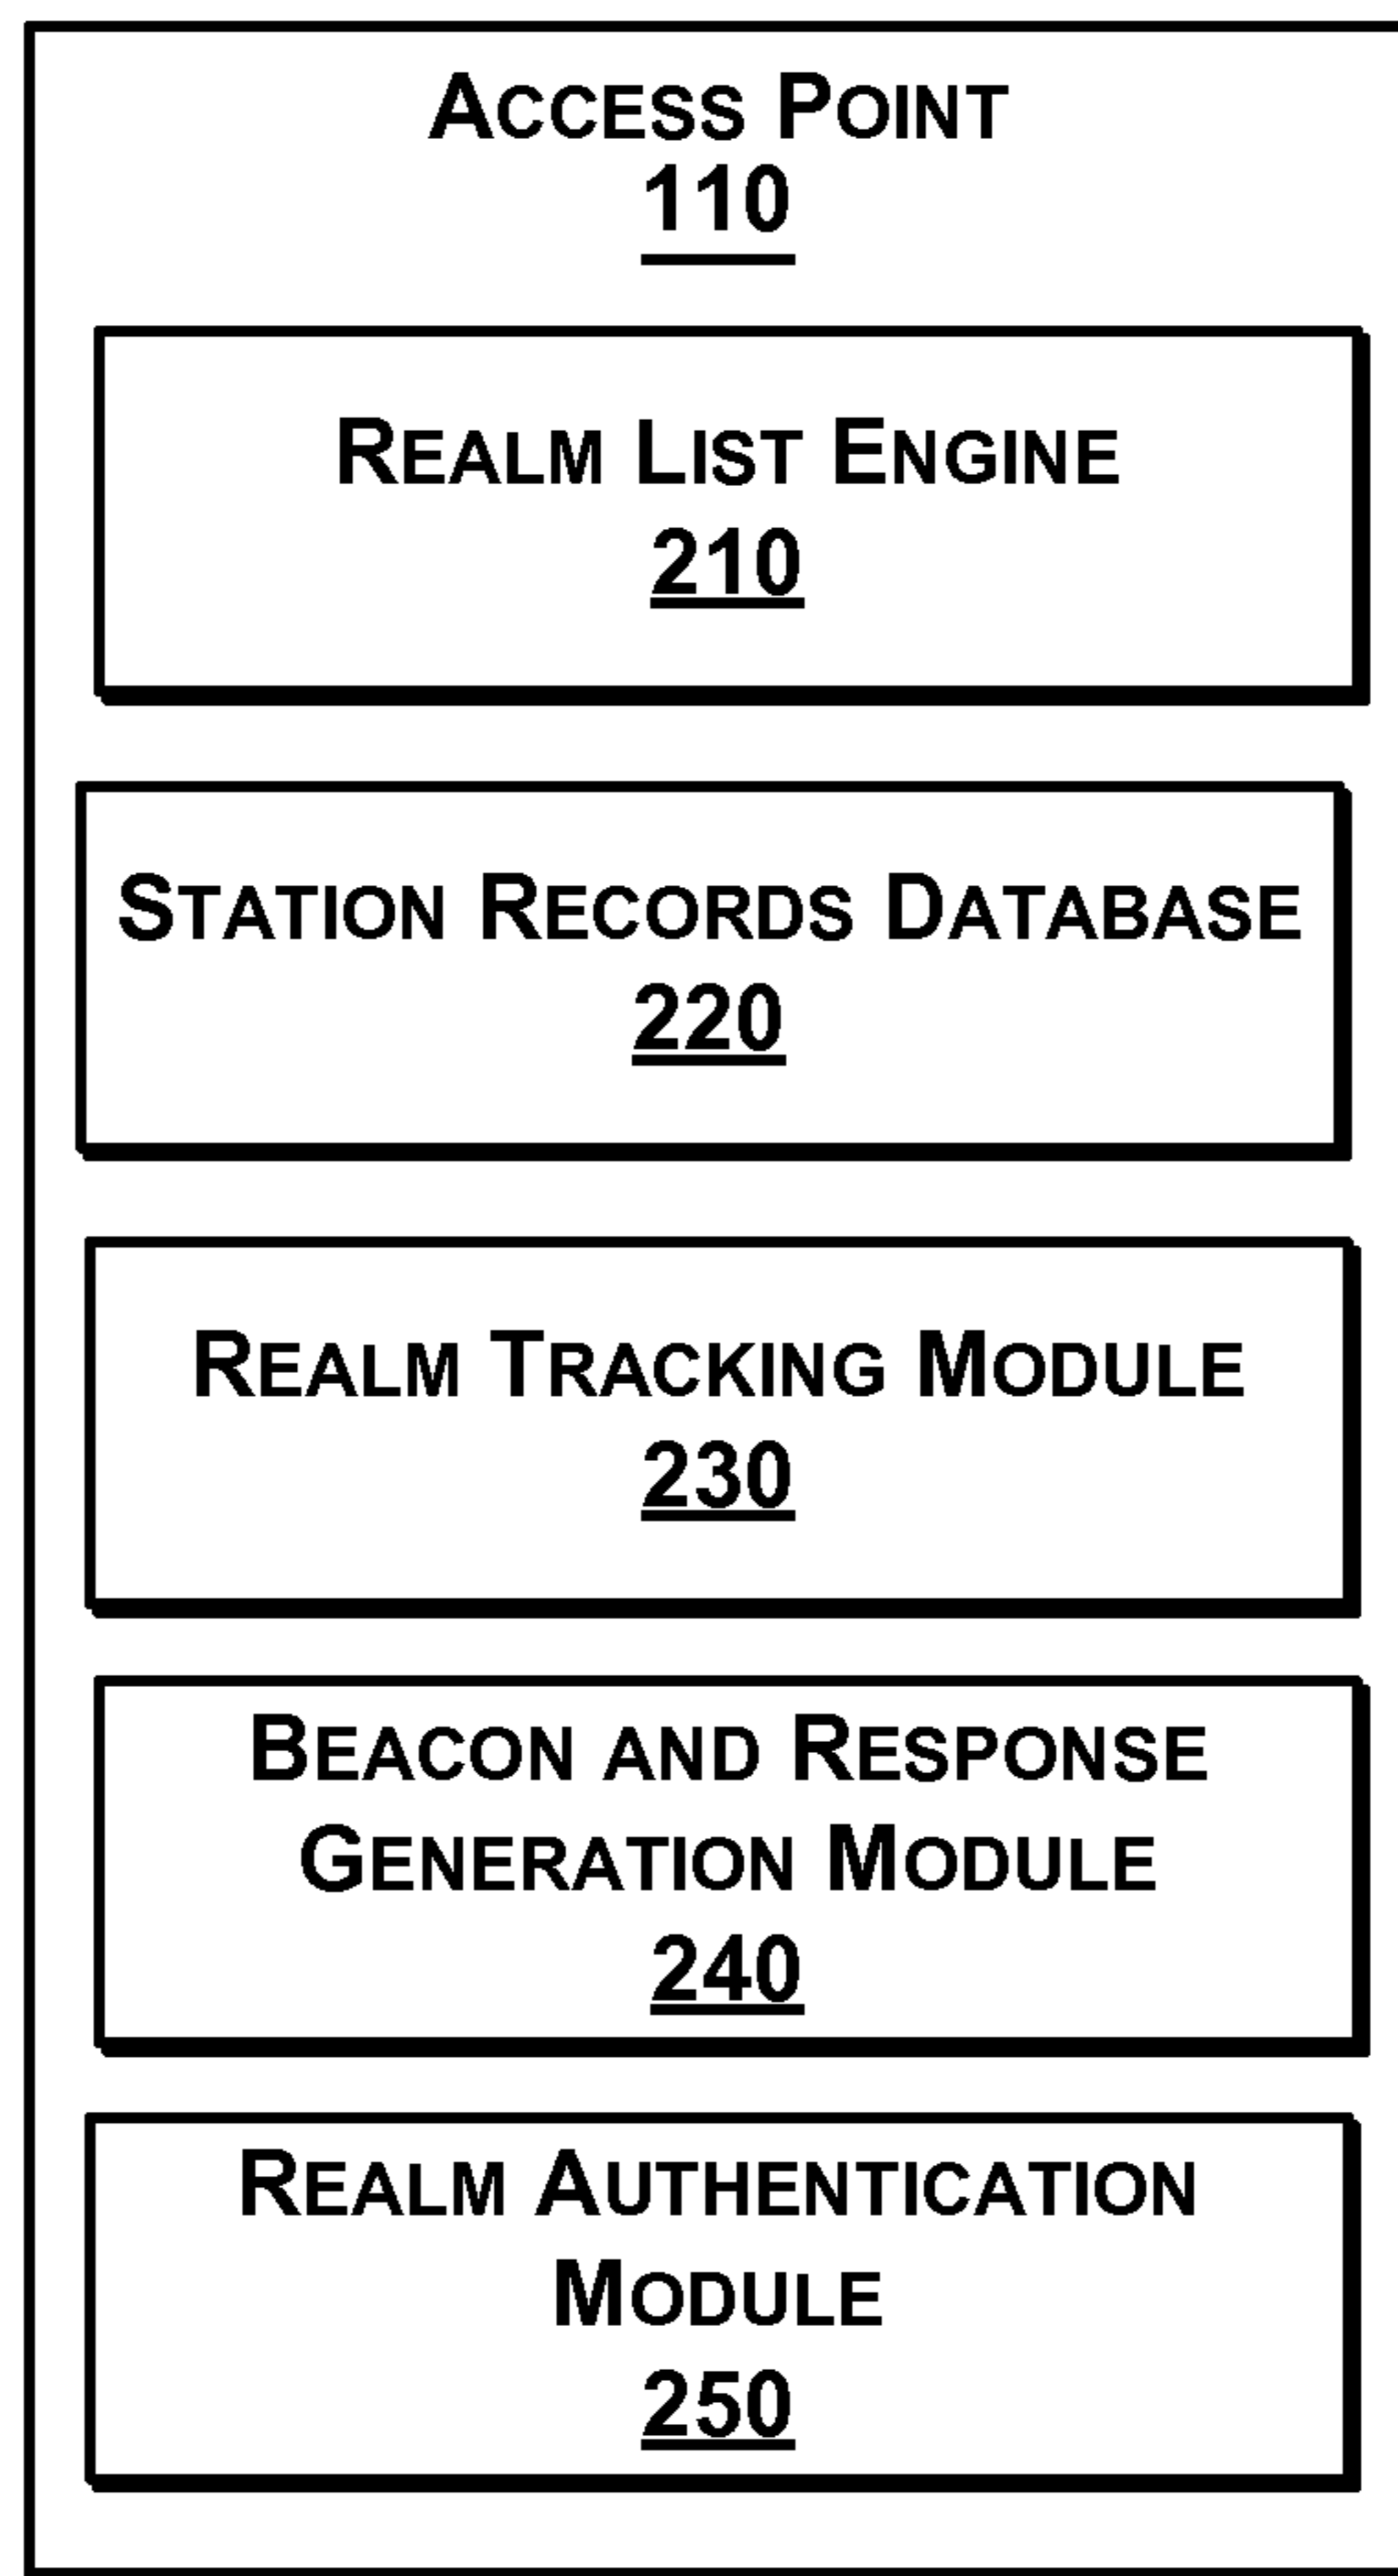 ACCESS POINT
110
REALM LIST ENGINE
210
STATION RECORDS DATABASE
220
REALM TRACKING MODULE
230
BEACON AND RESPONSE
GENERATION MODULE
240
REALM AUTHENTICATION
MODULE
250